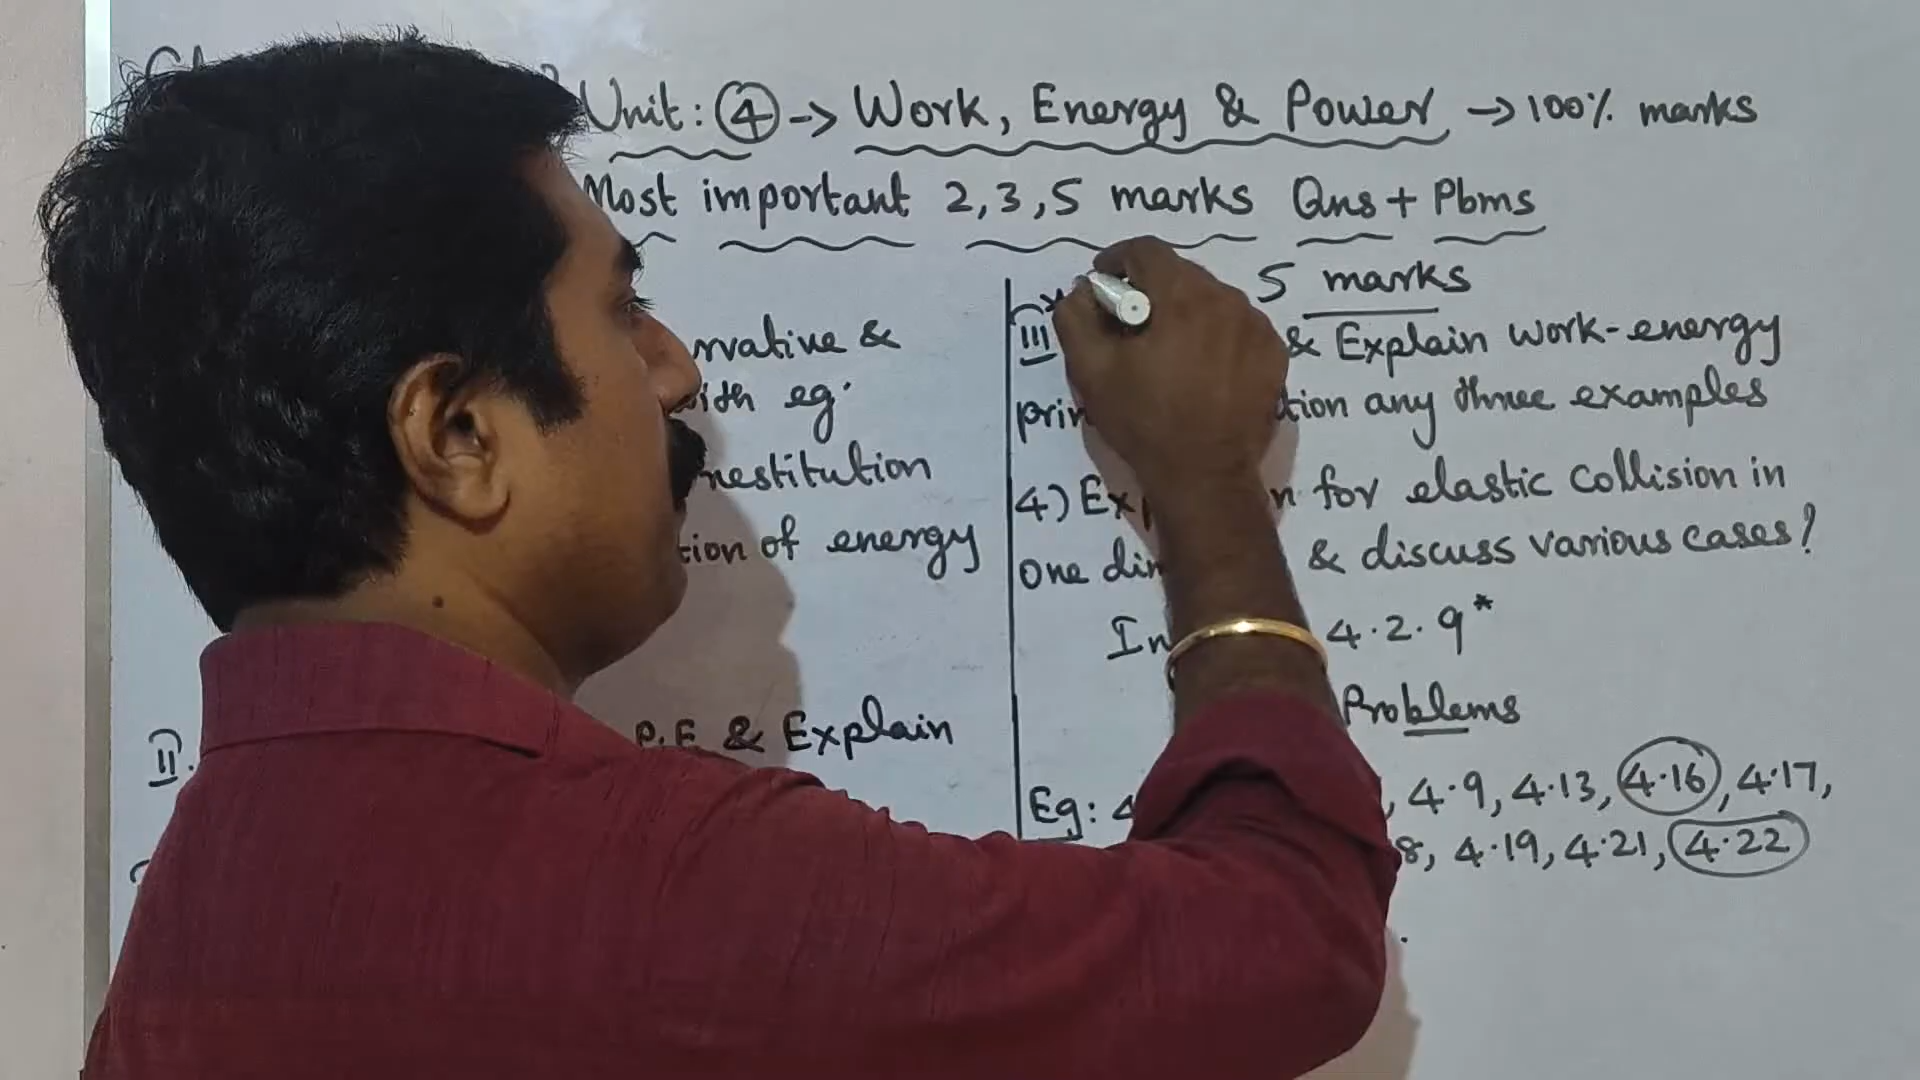 Unit: 4 -> Work, Energy & Power -> 100% marks
Most important 2,3,5 marks Qns + Pbms
rvative &
with eg.
restitution
tion of energy
II. P.E & Explain
5 marks
III & Explain work-energy
prin tion any three examples
4) Exp n for elastic collision in
one dim & discuss various cases?
In 4.2.9*
Problems
Eg: 4 , 4.9, 4.13, 4.16, 4.17,
8, 4.19, 4.21, 4.22